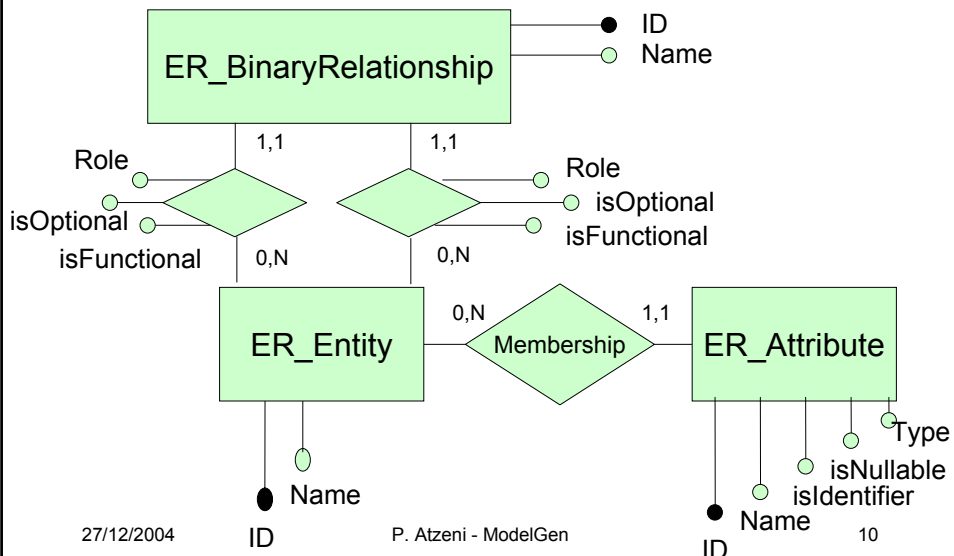 ID
Name
ER_BinaryRelationship
1,1
1,1
Role
Role
isOptional
isOptional
isFunctional
isFunctional
0,N
0,N
0,N
1,1
ER_Entity
Membership
ER_Attribute
Type
isNullable
isIdentifier
Name
Name
ID
ID
27/12/2004
P. Atzeni - ModelGen
10